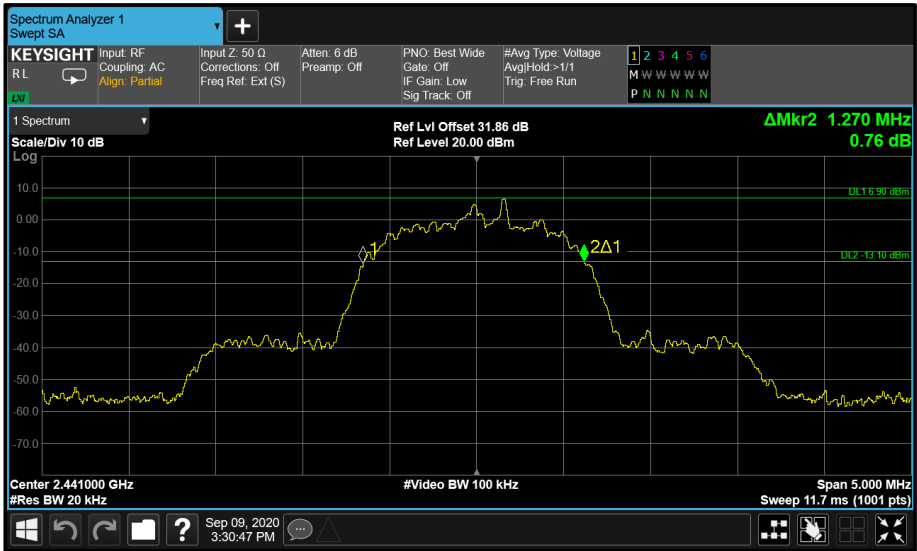 Spectrum Analyzer 1
Swept SA
+
KEYSIGHT
RL
LXI
Input: RF
Coupling: AC
Align: Partial
Input Z: 50 Ω
Corrections: Off
Freq Ref: Ext (S)
Atten: 6 dB
Preamp: Off
PNO: Best Wide
Gate: Off
IF Gain: Low
Sig Track: Off
#Avg Type: Voltage
Avg|Hold:>1/1
Trig: Free Run
1 2 3 4 5 6
M W W W W W
P N N N N N
1 Spectrum
Scale/Div 10 dB
Ref Lvl Offset 31.86 dB
Ref Level 20.00 dBm
ΔMkr2 1.270 MHz
0.76 dB
Log
10.0
DL1 6.90 dBm
0.00
1
2Δ1
-10.0
DL2 -13.10 dBm
-20.0
-30.0
-40.0
-50.0
-60.0
-70.0
Center 2.441000 GHz
#Video BW 100 kHz
Span 5.000 MHz
#Res BW 20 kHz
Sweep 11.7 ms (1001 pts)
?
Sep 09, 2020
3:30:47 PM